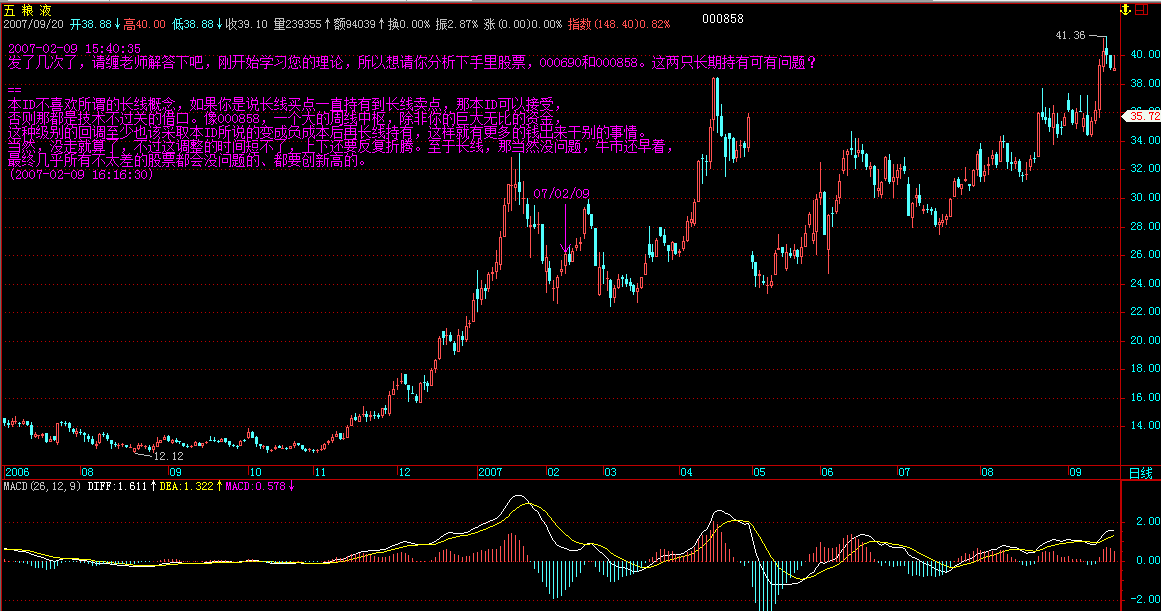 五 粮 液
2007/09/20 开38.88↓高40.00 低38.88↓收39.10 量239355↑额94039↑换0.00% 振2.87% 涨(0.00)0.00% 指数(148.40)0.82%
000858
41.36
2007-02-09 15:40:35
发了几次了，请缠老师解答下吧，刚开始学习您的理论，所以想请你分析下手里股票，000690和000858。这两只长期持有可有问题？
==
本ID不喜欢所谓的长线概念，如果你是说长线买点一直持有到长线卖点，那本ID可以接受，
否则那都是技术不过关的借口。像000858，一个大的周线中枢，除非你的巨大无比的资金，
这种级别的回调至少也该采取本ID所说的变成负成本后再长线持有，这样就有更多的钱出来干别的事情。
当然，没走就算了，不过这调整的时间短不了，上下还要反复折腾。至于长线，那当然没问题，牛市还早着，
最终几乎所有不太差的股票都会没问题的、都要创新高的。
(2007-02-09 16:16:30)
07/02/09
12.12
40.00
38.00
35.72
34.00
32.00
30.00
28.00
26.00
24.00
22.00
20.00
18.00
16.00
14.00
2006 08 09 10 11 12 2007 02 03 04 05 06 07 08 09 日线
MACD(26,12,9) DIFF:1.611↑DEA:1.322↑MACD:0.578↓
2.00
0.00
-2.00